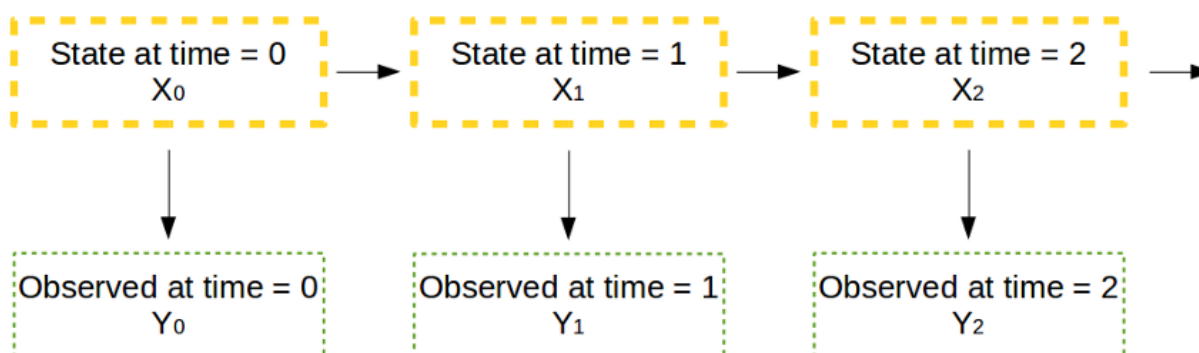 State at time = 0
X0
State at time = 1
X1
State at time = 2
X2
Observed at time = 0
Y0
Observed at time = 1
Y1
Observed at time = 2
Y2